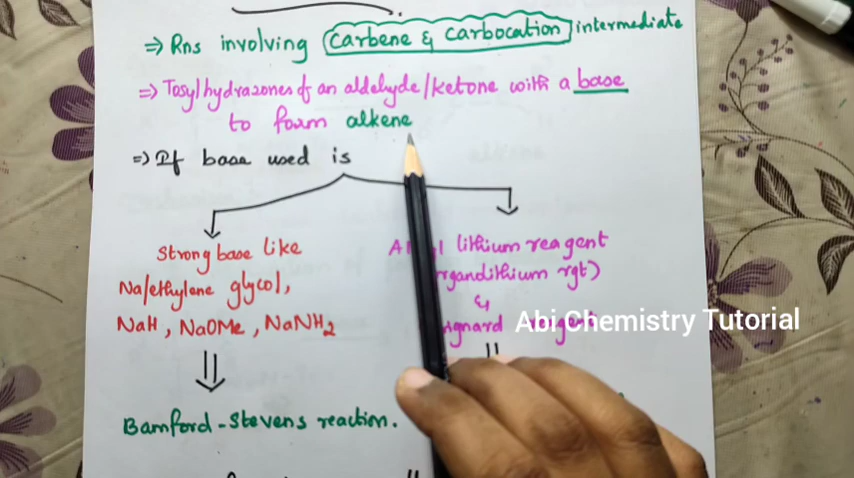 ⇒ Rns involving Carbene & Carbocation intermediate
⇒ Tosylhydrazones of an aldehyde/ketone with a base
to form alkene
⇒ If base used is
Strong base like
Na/ethylene glycol,
NaH, NaOMe, NaNH2
⇓
Bamford-Stevens reaction.
lithium reagent
rgt)
&
reagent
Abi Chemistry Tutorial